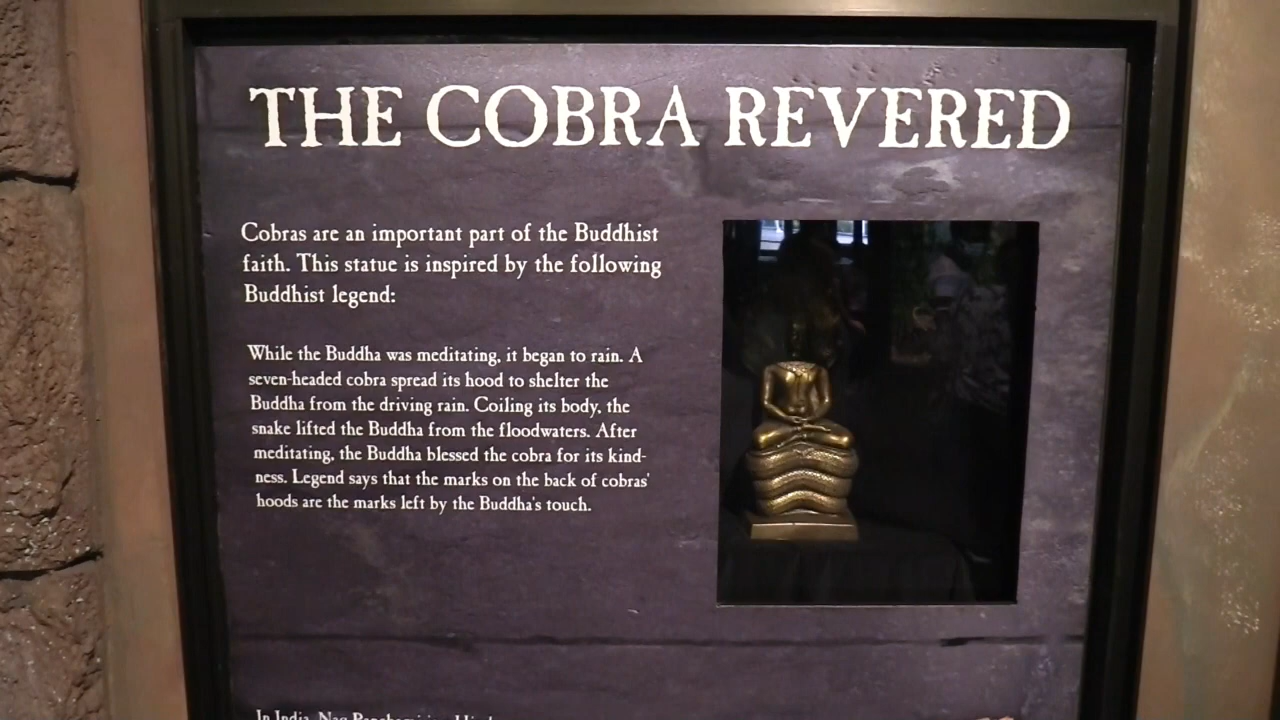 THE COBRA REVERED
Cobras are an important part of the Buddhist
faith. This statue is inspired by the following
Buddhist legend:
While the Buddha was meditating, it began to rain. A
seven-headed cobra spread its hood to shelter the
Buddha from the driving rain. Coiling its body, the
snake lifted the Buddha from the floodwaters. After
meditating, the Buddha blessed the cobra for its kind-
ness. Legend says that the marks on the back of cobras'
hoods are the marks left by the Buddha's touch.
In India, Nag